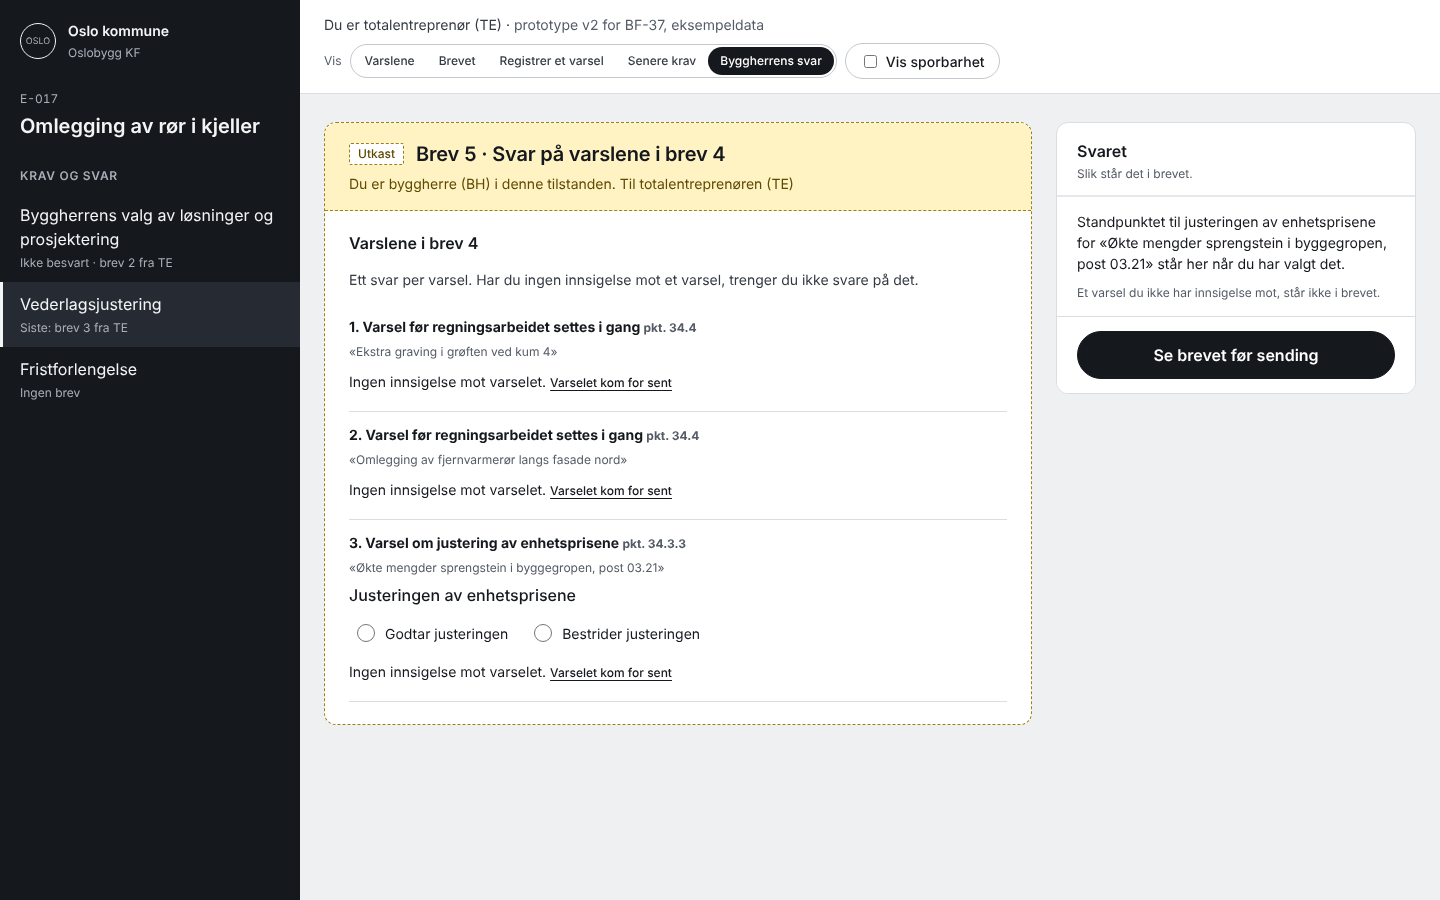 OSLO
Oslo kommune
Oslobygg KF
E-017
Omlegging av rør i kjeller
KRAV OG SVAR
Byggherrens valg av løsninger og
prosjektering
Ikke besvart · brev 2 fra TE
Vederlagsjustering
Siste: brev 3 fra TE
Fristforlengelse
Ingen brev
Du er totalentreprenør (TE) · prototype v2 for BF-37, eksempeldata
Vis Varslene Brevet Registrer et varsel Senere krav Byggherrens svar Vis sporbarhet
Utkast Brev 5 · Svar på varslene i brev 4
Du er byggherre (BH) i denne tilstanden. Til totalentreprenøren (TE)
Varslene i brev 4
Ett svar per varsel. Har du ingen innsigelse mot et varsel, trenger du ikke svare på det.
1. Varsel før regningsarbeidet settes i gang pkt. 34.4
«Ekstra graving i grøften ved kum 4»
Ingen innsigelse mot varselet. Varselet kom for sent
2. Varsel før regningsarbeidet settes i gang pkt. 34.4
«Omlegging av fjernvarmerør langs fasade nord»
Ingen innsigelse mot varselet. Varselet kom for sent
3. Varsel om justering av enhetsprisene pkt. 34.3.3
«Økte mengder sprengstein i byggegropen, post 03.21»
Justeringen av enhetsprisene
Godtar justeringen Bestrider justeringen
Ingen innsigelse mot varselet. Varselet kom for sent
Svaret
Slik står det i brevet.
Standpunktet til justeringen av enhetsprisene
for «Økte mengder sprengstein i byggegropen,
post 03.21» står her når du har valgt det.
Et varsel du ikke har innsigelse mot, står ikke i brevet.
Se brevet før sending